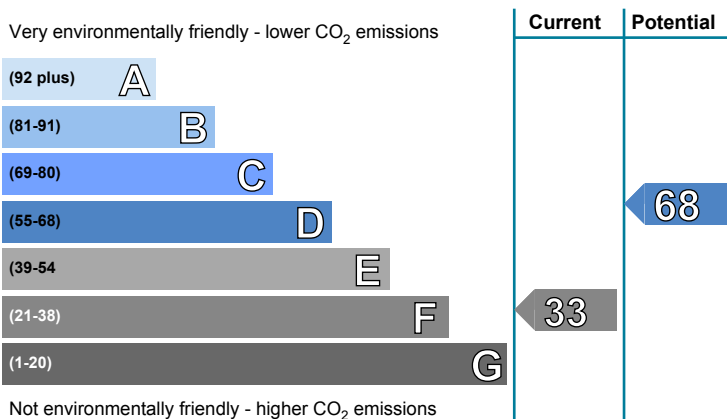 Current Potential
Very environmentally friendly - lower CO2 emissions
(92 plus) A
(81-91) B
(69-80) C
(55-68) D
68
(39-54 E
(21-38) F
33
(1-20) G
Not environmentally friendly - higher CO2 emissions